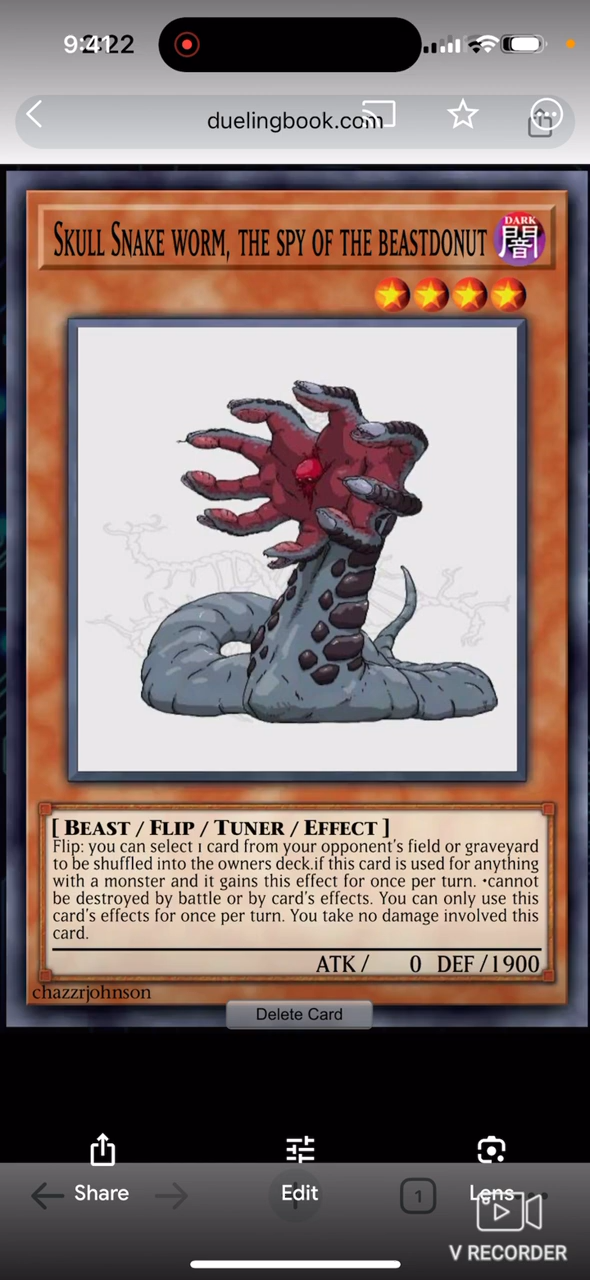 9:41 2:22
duelingbook.com
Skull Snake worm, the spy of the beastdonut
DARK
闇
[ Beast / Flip / Tuner / Effect ]
Flip: you can select 1 card from your opponent's field or graveyard
to be shuffled into the owners deck.if this card is used for anything
with a monster and it gains this effect for once per turn. •cannot
be destroyed by battle or by card's effects. You can only use this
card's effects for once per turn. You take no damage involved this
card.
ATK / 0 DEF /1900
chazzrjohnson
Delete Card
Share Edit Lens
1
V RECORDER